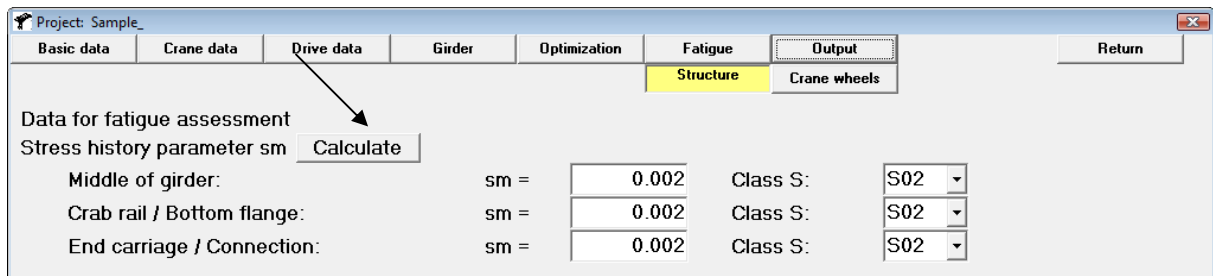 Project: Sample_
Basic data Crane data Drive data Girder Optimization Fatigue Output Return
Structure Crane wheels
Data for fatigue assessment
Stress history parameter sm Calculate
Middle of girder: sm = 0.002 Class S: S02
Crab rail / Bottom flange: sm = 0.002 Class S: S02
End carriage / Connection: sm = 0.002 Class S: S02